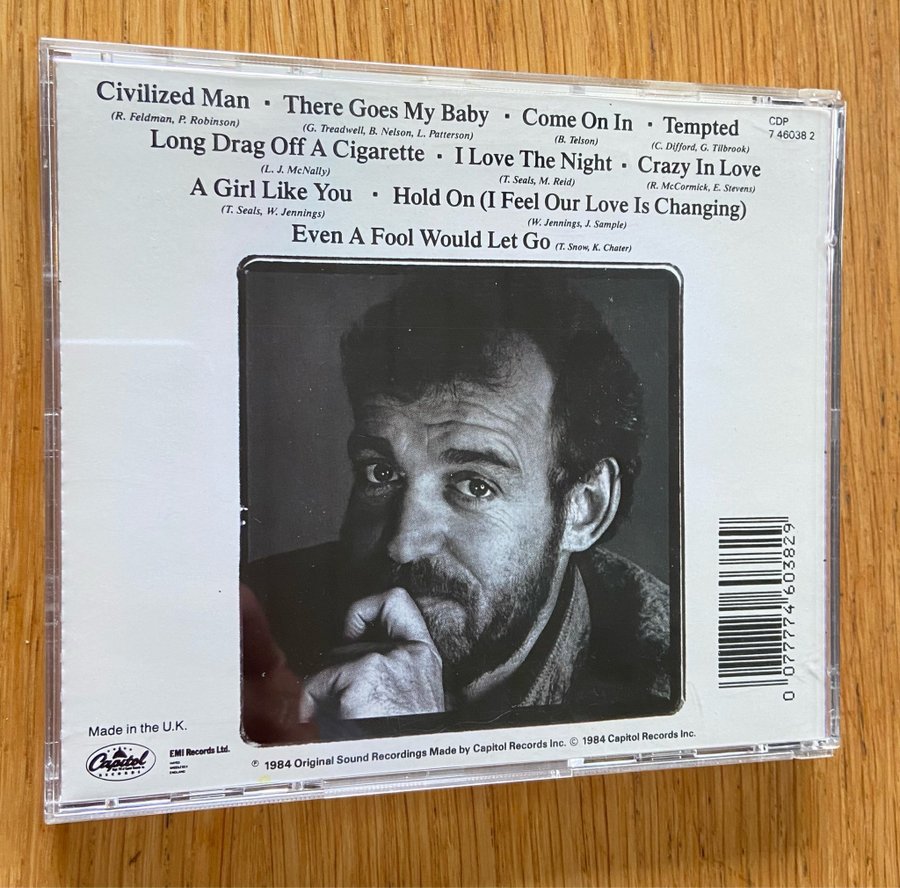 Civilized Man · There Goes My Baby · Come On In · Tempted
(R. Feldman, P. Robinson) (G. Treadwell, B. Nelson, L. Patterson) (B. Telson) (C. Difford, G. Tilbrook)
CDP
7 46038 2
Long Drag Off A Cigarette · I Love The Night · Crazy In Love
(L. J. McNally) (T. Seals, M. Reid) (R. McCormick, E. Stevens)
A Girl Like You · Hold On (I Feel Our Love Is Changing)
(T. Seals, W. Jennings) (W. Jennings, J. Sample)
Even A Fool Would Let Go (T. Snow, K. Chater)
0 077774 603829
Made in the U.K.
Capitol
RECORDS
EMI Records Ltd.
ENGLAND
℗ 1984 Original Sound Recordings Made by Capitol Records Inc. © 1984 Capitol Records Inc.